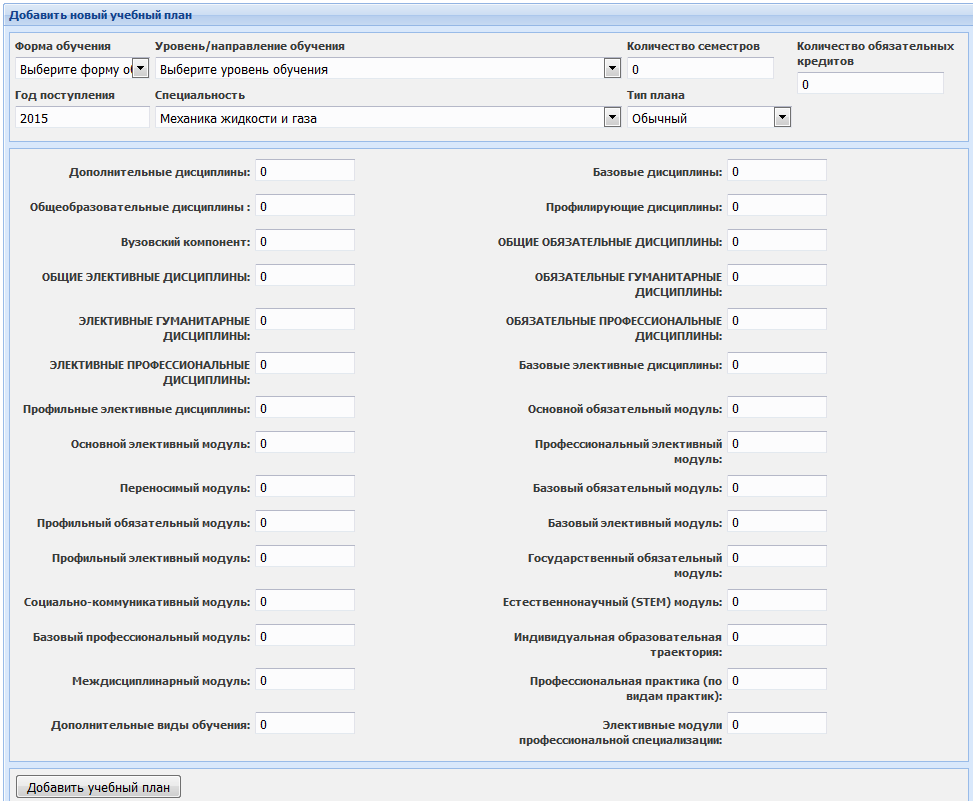 Добавить новый учебный план
Форма обучения Уровень/направление обучения Количество семестров Количество обязательных
кредитов
Выберите форму об Выберите уровень обучения 0
0
Год поступления Специальность Тип плана
2015 Механика жидкости и газа Обычный
Дополнительные дисциплины: 0 Базовые дисциплины: 0
Общеобразовательные дисциплины : 0 Профилирующие дисциплины: 0
Вузовский компонент: 0 ОБЩИЕ ОБЯЗАТЕЛЬНЫЕ ДИСЦИПЛИНЫ: 0
ОБЩИЕ ЭЛЕКТИВНЫЕ ДИСЦИПЛИНЫ: 0 ОБЯЗАТЕЛЬНЫЕ ГУМАНИТАРНЫЕ 0
ДИСЦИПЛИНЫ:
ЭЛЕКТИВНЫЕ ГУМАНИТАРНЫЕ 0 ОБЯЗАТЕЛЬНЫЕ ПРОФЕССИОНАЛЬНЫЕ 0
ДИСЦИПЛИНЫ: ДИСЦИПЛИНЫ:
ЭЛЕКТИВНЫЕ ПРОФЕССИОНАЛЬНЫЕ 0 Базовые элективные дисциплины: 0
ДИСЦИПЛИНЫ:
Профильные элективные дисциплины: 0 Основной обязательный модуль: 0
Основной элективный модуль: 0 Профессиональный элективный 0
модуль:
Переносимый модуль: 0 Базовый обязательный модуль: 0
Профильный обязательный модуль: 0 Базовый элективный модуль: 0
Профильный элективный модуль: 0 Государственный обязательный 0
модуль:
Социально-коммуникативный модуль: 0 Естественнонаучный (STEM) модуль: 0
Базовый профессиональный модуль: 0 Индивидуальная образовательная 0
траектория:
Междисциплинарный модуль: 0 Профессиональная практика (по 0
видам практик):
Дополнительные виды обучения: 0 Элективные модули 0
профессиональной специализации:
Добавить учебный план